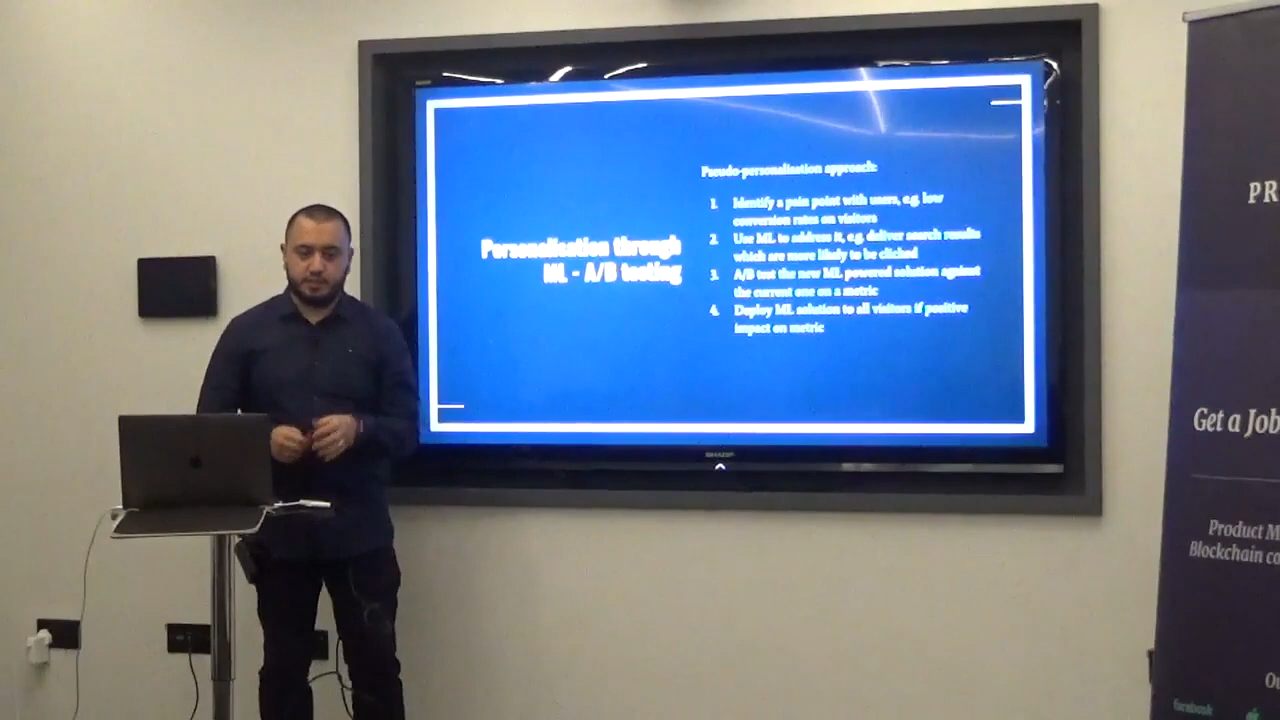 Personalisation through
ML - A/B testing
Pseudo-personalisation approach:
1. Identify a pain point with users, e.g. low
conversion rates on visitors
2. Use ML to address it, e.g. deliver search results
which are more likely to be clicked
3. A/B test the new ML powered solution against
the current one on a metric
4. Deploy ML solution to all visitors if positive
impact on metric
SHARP
PR
Get a Job
Product M
Blockchain co
Ou
facebook